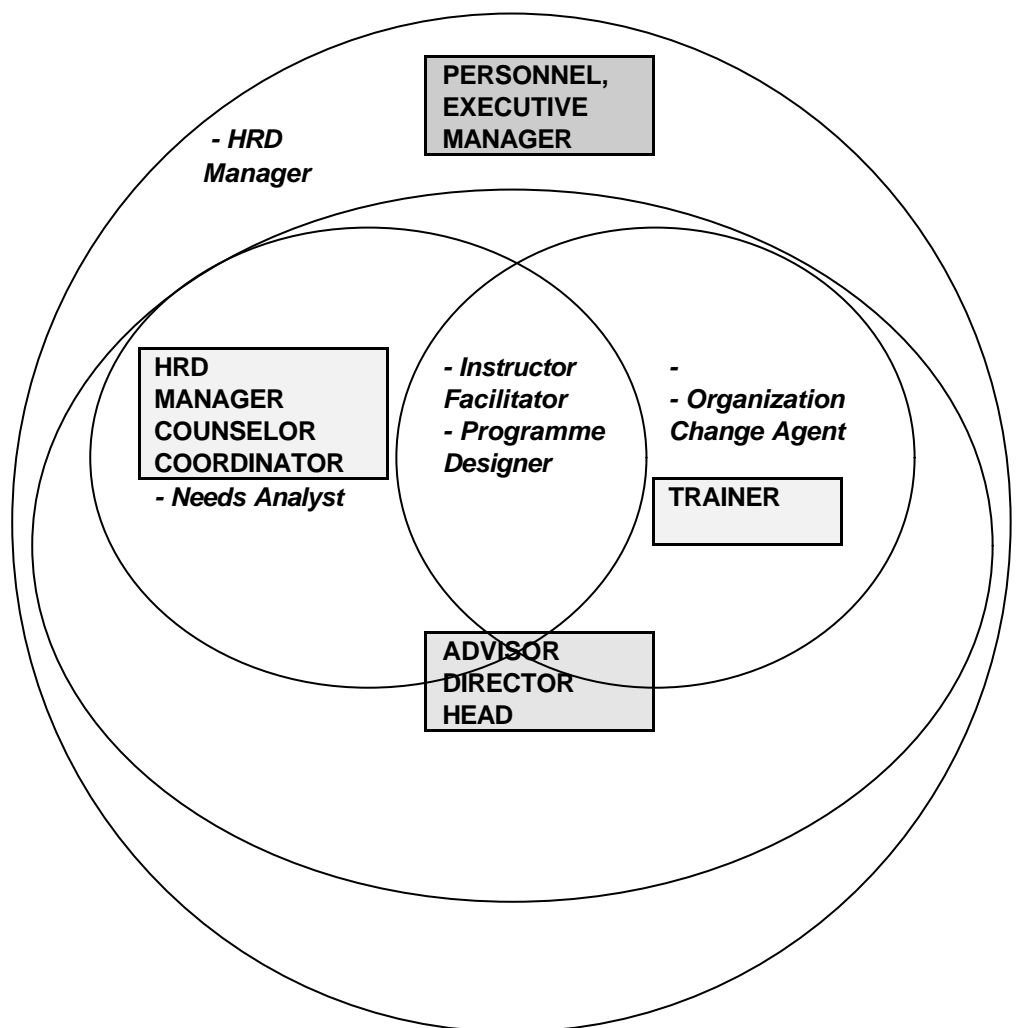 PERSONNEL,
EXECUTIVE
MANAGER
- HRD
Manager
HRD
MANAGER
COUNSELOR
COORDINATOR
- Needs Analyst
- Instructor
Facilitator
- Programme
Designer
-
- Organization
Change Agent
TRAINER
ADVISOR
DIRECTOR
HEAD